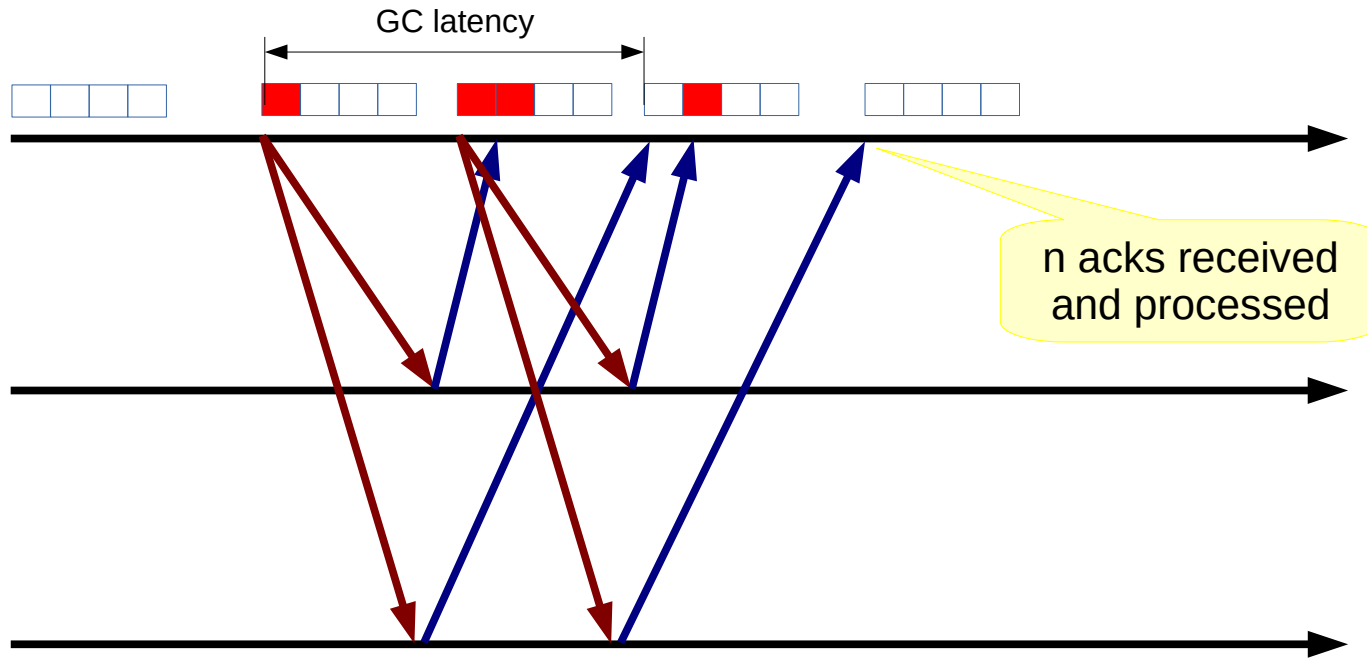 GC latency
n acks received
and processed